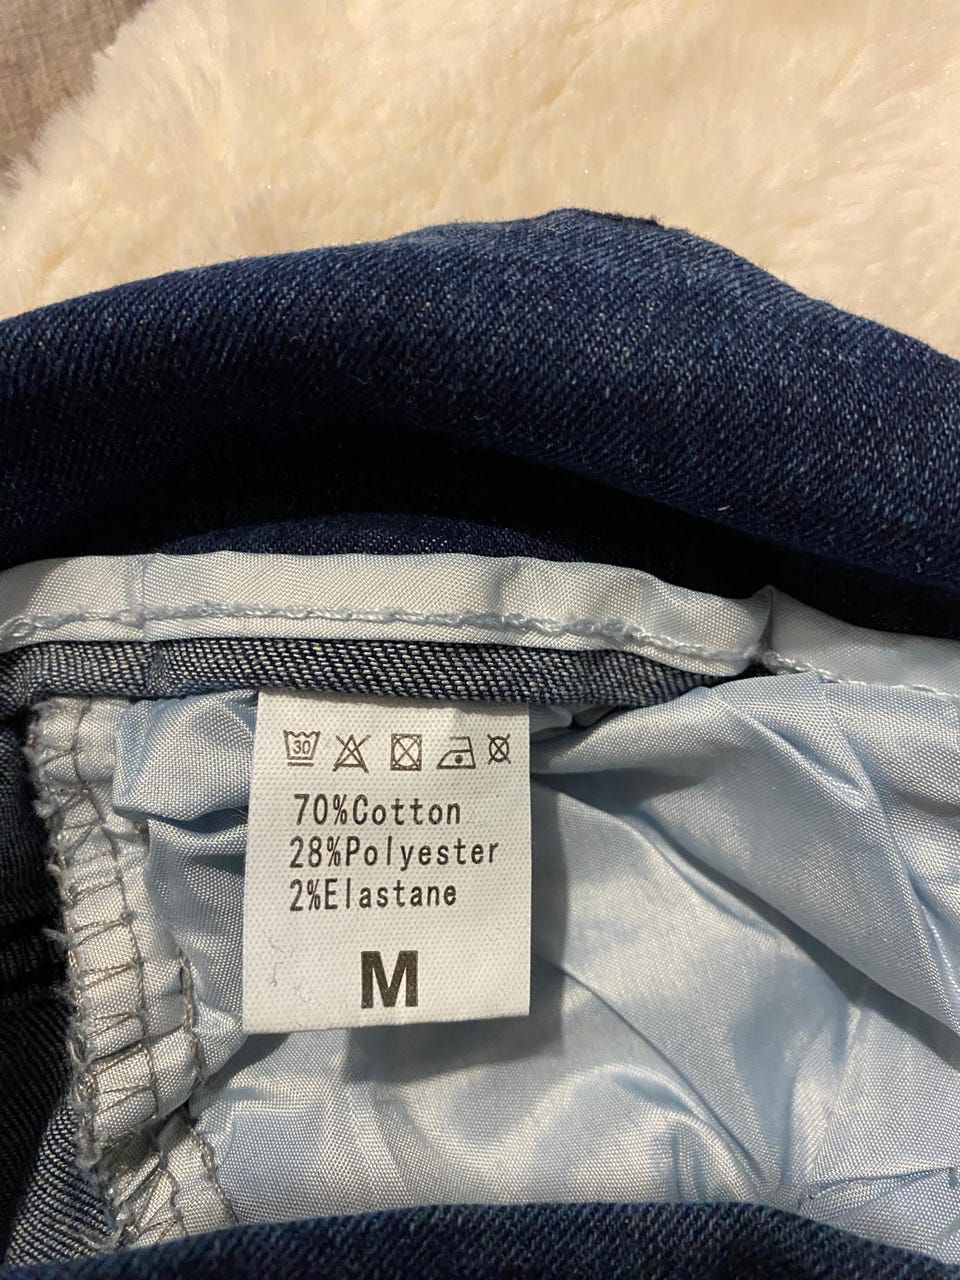 30
70%Cotton
28%Polyester
2%Elastane
M